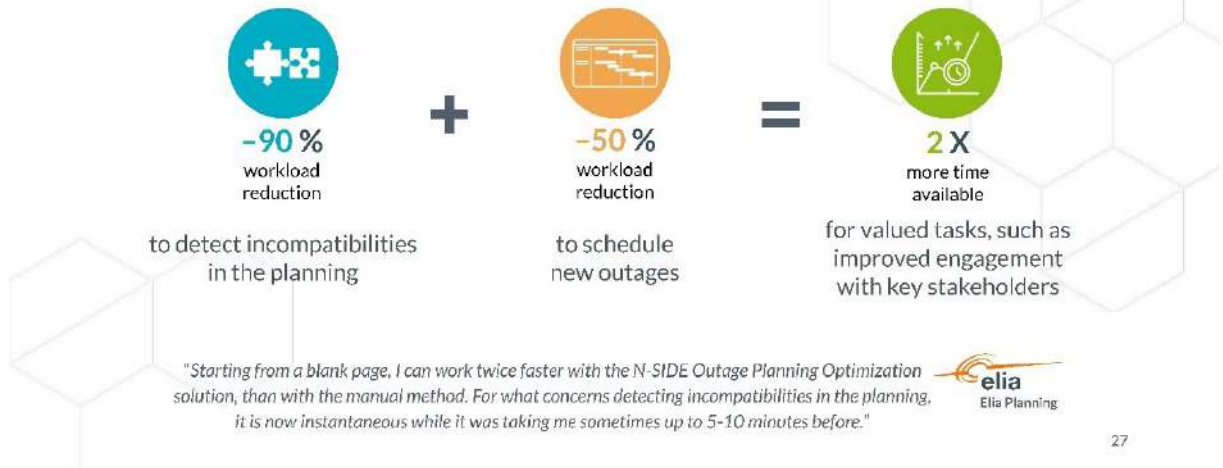 –90 %
workload
reduction
to detect incompatibilities
in the planning
+
–50 %
workload
reduction
to schedule
new outages
=
2 X
more time
available
for valued tasks, such as
improved engagement
with key stakeholders
"Starting from a blank page, I can work twice faster with the N-SIDE Outage Planning Optimization
solution, than with the manual method. For what concerns detecting incompatibilities in the planning,
it is now instantaneous while it was taking me sometimes up to 5-10 minutes before."
elia
Elia Planning
27